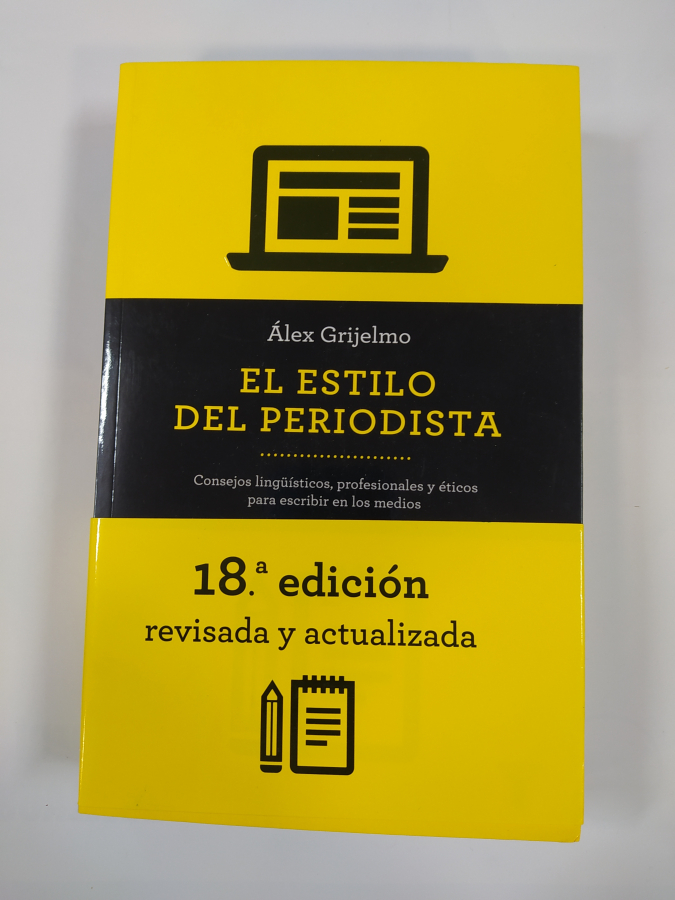 Álex Grijelmo
EL ESTILO
DEL PERIODISTA
Consejos lingüísticos, profesionales y éticos
para escribir en los medios
18.ª edición
revisada y actualizada